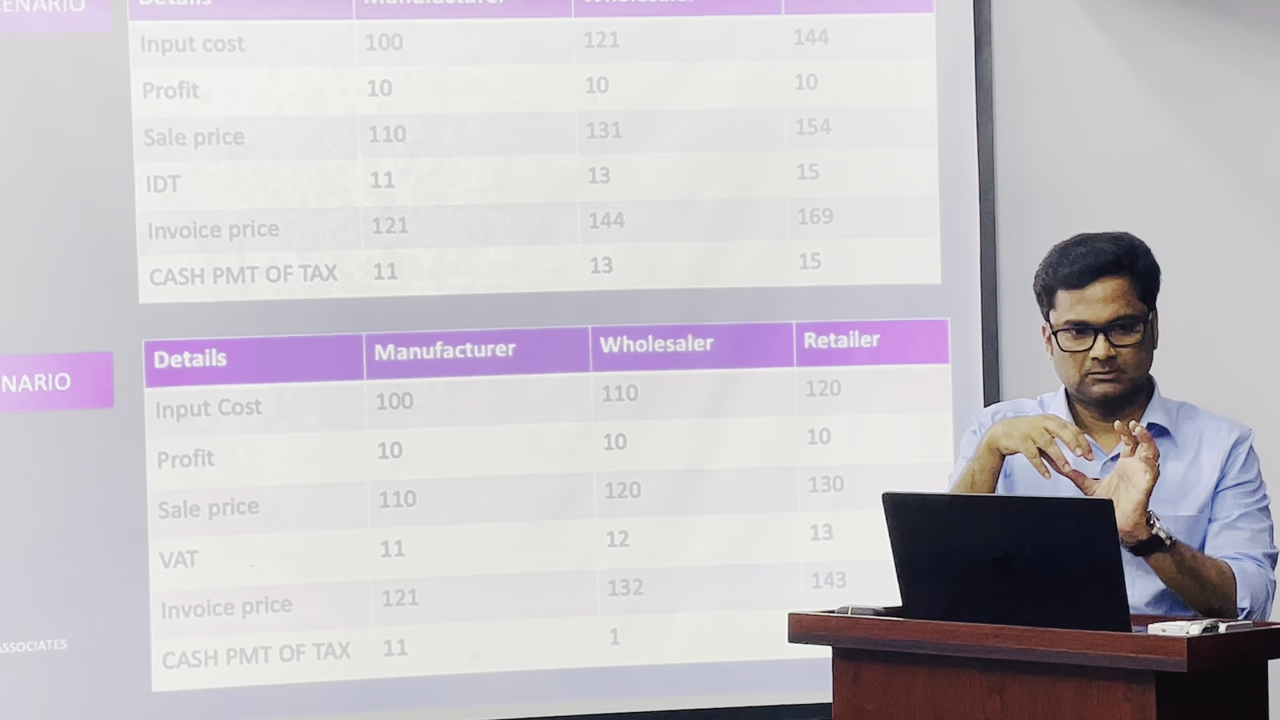 ENARIO
Details Manufacturer Wholesaler
Input cost 100 121 144
Profit 10 10 10
Sale price 110 131 154
IDT 11 13 15
Invoice price 121 144 169
CASH PMT OF TAX 11 13 15
Details Manufacturer Wholesaler Retailer
NARIO
Input Cost 100 110 120
Profit 10 10 10
Sale price 110 120 130
VAT 11 12 13
Invoice price 121 132 143
ASSOCIATES
CASH PMT OF TAX 11 1